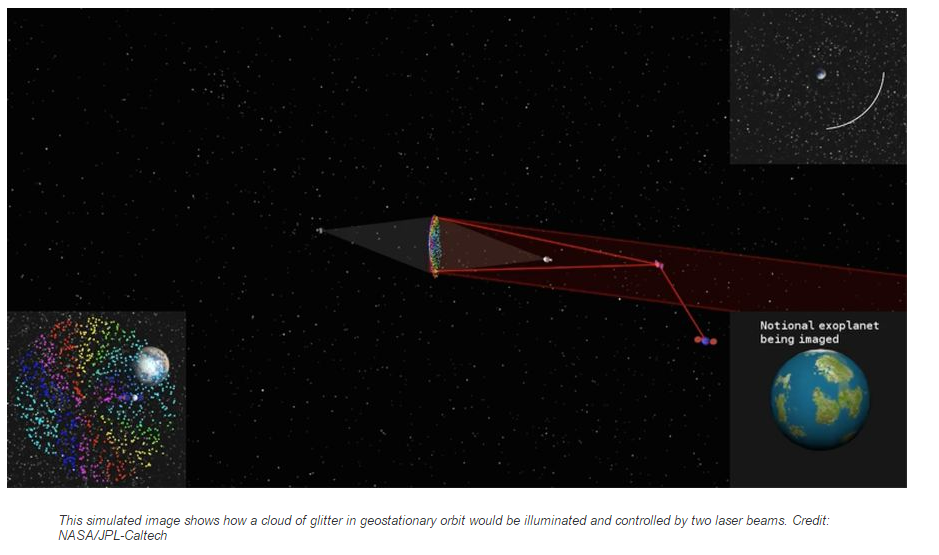 Notional exoplanet
being imaged
This simulated image shows how a cloud of glitter in geostationary orbit would be illuminated and controlled by two laser beams. Credit:
NASA/JPL-Caltech